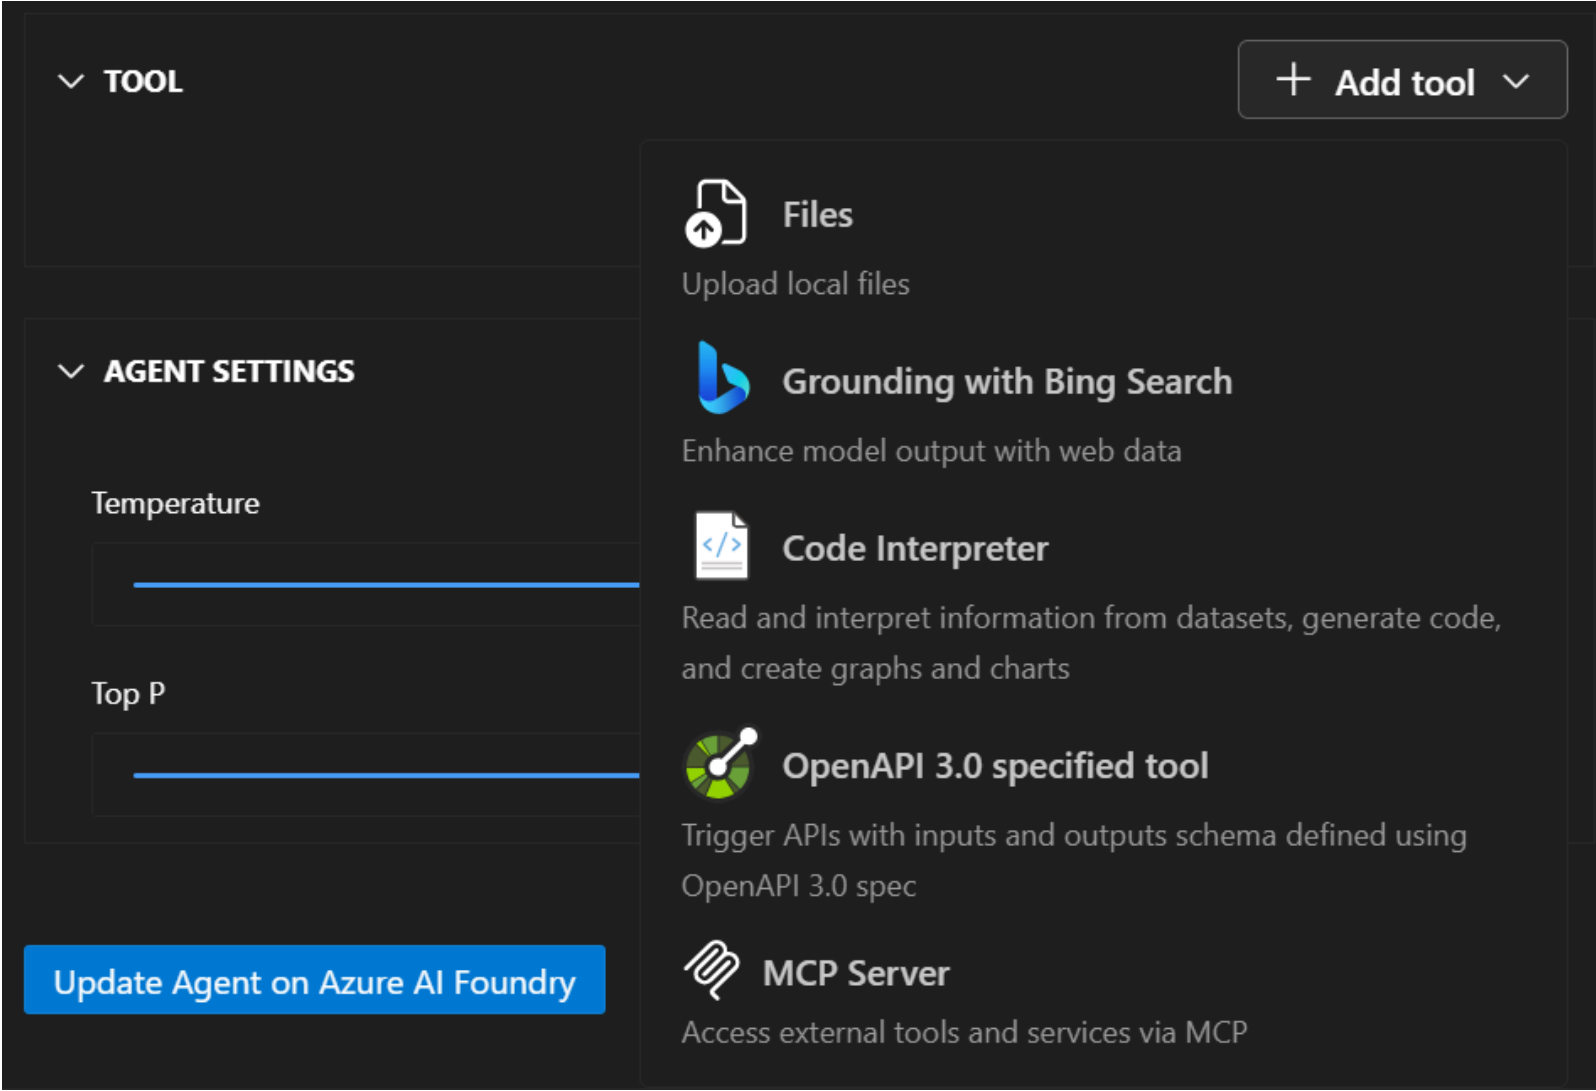 TOOL
Add tool
Files
Upload local files
Grounding with Bing Search
Enhance model output with web data
AGENT SETTINGS
Temperature
Top P
Code Interpreter
Read and interpret information from datasets, generate code,
and create graphs and charts
OpenAPI 3.0 specified tool
Trigger APIs with inputs and outputs schema defined using
OpenAPI 3.0 spec
MCP Server
Access external tools and services via MCP
Update Agent on Azure AI Foundry